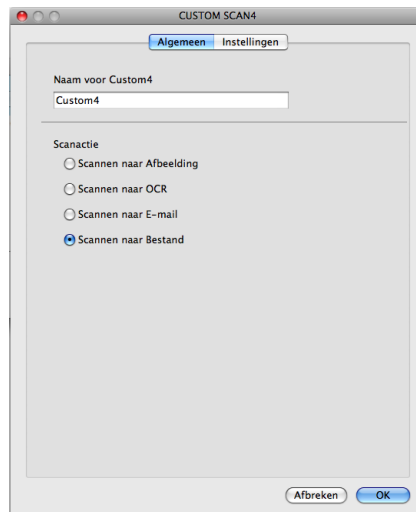 CUSTOM SCAN4
Algemeen Instellingen
Naam voor Custom4
Custom4
Scanactie
Scannen naar Afbeelding
Scannen naar OCR
Scannen naar E-mail
Scannen naar Bestand
Afbreken OK